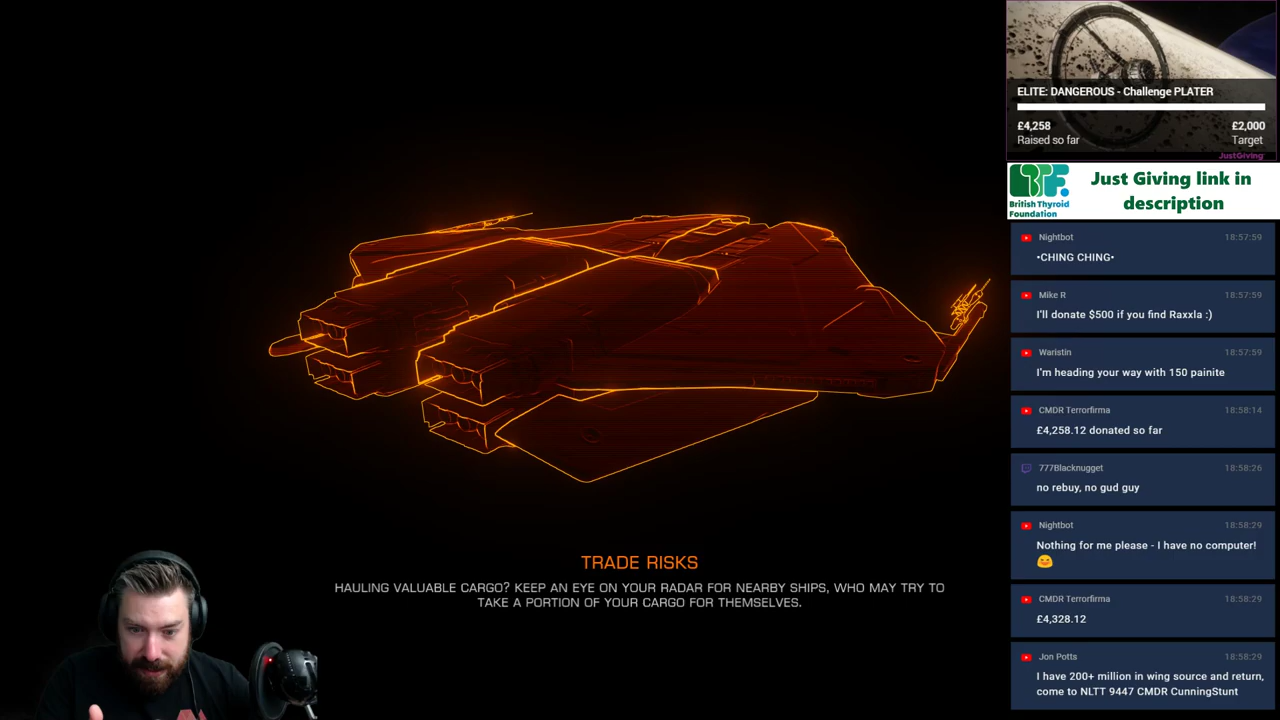 ELITE: DANGEROUS - Challenge PLATER
£4,258
£2,000
Raised so far
Target
JustGiving
British Thyroid
Foundation
Just Giving link in
description
Nightbot
18:57:59
•CHING CHING•
Mike R
18:57:59
I'll donate $500 if you find Raxxla :)
Waristin
18:57:59
I'm heading your way with 150 painite
CMDR Terrorfirma
18:58:14
£4,258.12 donated so far
777Blacknugget
18:58:26
no rebuy, no gud guy
Nightbot
18:58:29
Nothing for me please - I have no computer!
😆
CMDR Terrorfirma
18:58:29
£4,328.12
Jon Potts
18:58:29
I have 200+ million in wing source and return,
come to NLTT 9447 CMDR CunningStunt
TRADE RISKS
HAULING VALUABLE CARGO? KEEP AN EYE ON YOUR RADAR FOR NEARBY SHIPS, WHO MAY TRY TO
TAKE A PORTION OF YOUR CARGO FOR THEMSELVES.